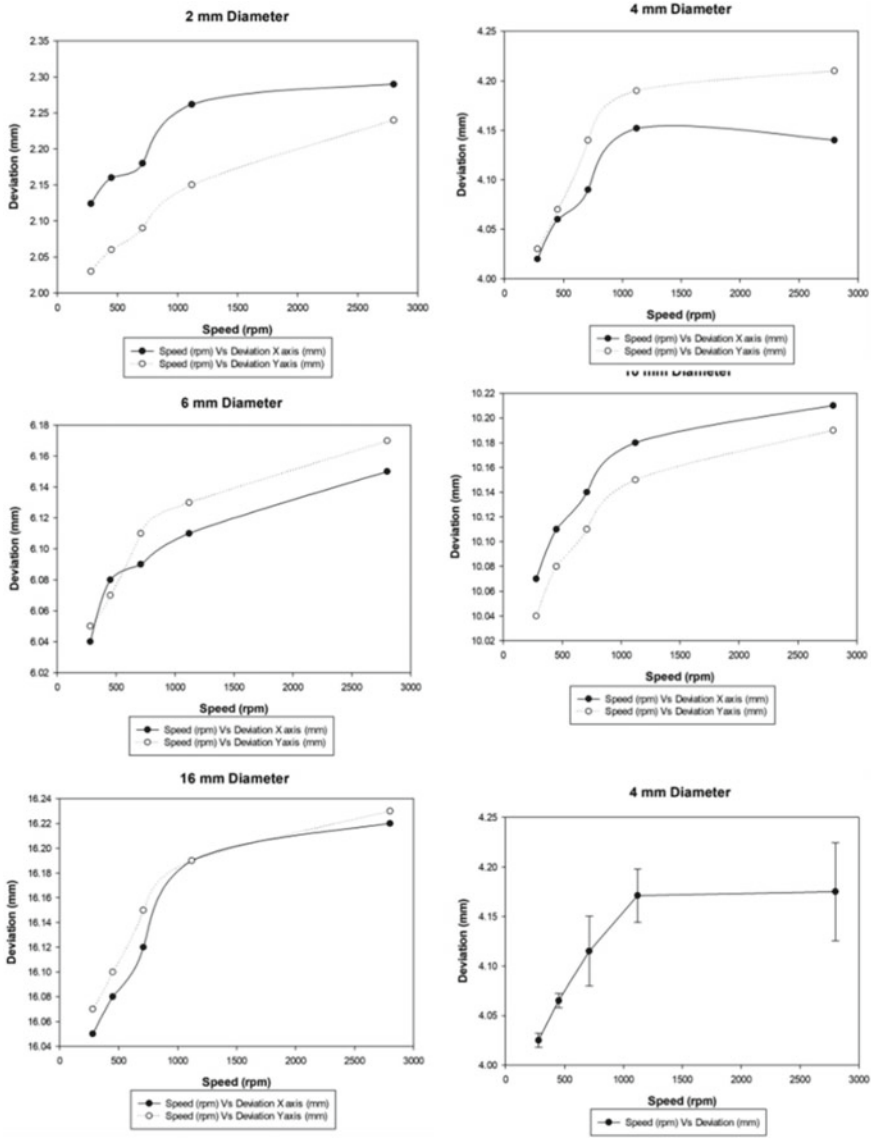 2 mm Diameter
2.35
2.30
2.25
2.20
2.15
2.10
2.05
2.00
Deviation (mm)
0 500 1000 1500 2000 2500 3000
Speed (rpm)
Speed (rpm) Vs Deviation X axis (mm)
Speed (rpm) Vs Deviation Yaxis (mm)
4 mm Diameter
4.20
4.15
4.10
4.05
4.00
Deviation (mm)
0 500 1000 1500 2000 2500 3000
Speed (rpm)
Speed (rpm) Vs Deviation X axis (mm)
Speed (rpm) Vs Deviation Yaxis (mm)
6 mm Diameter
6.18
6.16
6.14
6.12
6.10
6.08
6.06
6.04
6.02
Deviation (mm)
0 500 1000 1500 2000 2500 3000
Speed (rpm)
Speed (rpm) Vs Deviation X axis (mm)
Speed (rpm) Vs Deviation Yaxis (mm)
10 mm Diameter
10.22
10.20
10.18
10.16
10.14
10.12
10.10
10.08
10.06
10.04
10.02
Deviation (mm)
0 500 1000 1500 2000 2500 3000
Speed (rpm)
Speed (rpm) Vs Deviation X axis (mm)
Speed (rpm) Vs Deviation Yaxis (mm)
16 mm Diameter
16.24
16.22
16.20
16.18
16.16
16.14
16.12
16.10
16.08
16.06
16.04
Deviation (mm)
0 500 1000 1500 2000 2500 3000
Speed (rpm)
Speed (rpm) Vs Deviation X axis (mm)
Speed (rpm) Vs Deviation Yaxis (mm)
4 mm Diameter
4.25
4.20
4.15
4.10
4.05
4.00
Deviation (mm)
0 500 1000 1500 2000 2500 3000
Speed (rpm)
Speed (rpm) Vs Deviation (mm)